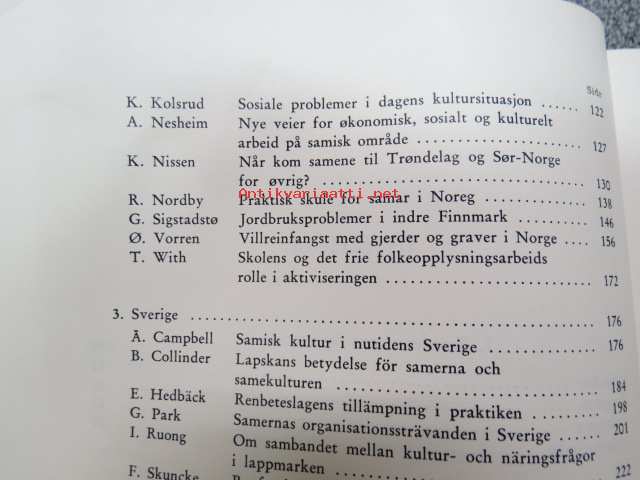 Side
K. Kolsrud Sosiale problemer i dagens kultursituasjon ...... 122
A. Nesheim Nye veier for økonomisk, sosialt og kulturelt
arbeid på samisk område .................. 127
K. Nissen Når kom samene til Trøndelag og Sør-Norge
for øvrig? .............................. 130
Antikvariaatti.net
R. Nordby Praktisk skule for samar i Noreg ............ 138
G. Sigstadstø Jordbruksproblemer i indre Finnmark ........ 146
Ø. Vorren Villreinfangst med gjerder og graver i Norge .... 156
T. With Skolens og det frie folkeopplysningsarbeids
rolle i aktiviseringen ...................... 172
3. Sverige .................................... 176
Å. Campbell Samisk kultur i nutidens Sverige ............ 176
B. Collinder Lapskans betydelse för samerna och
samekulturen .......................... 184
E. Hedbäck Renbeteslagens tillämpning i praktiken ........ 198
G. Park Samernas organisationssträvanden i Sverige ...... 201
I. Ruong Om sambandet mellan kultur- och näringsfrågor
i lappmarken .......................... 222
F. Skuncke